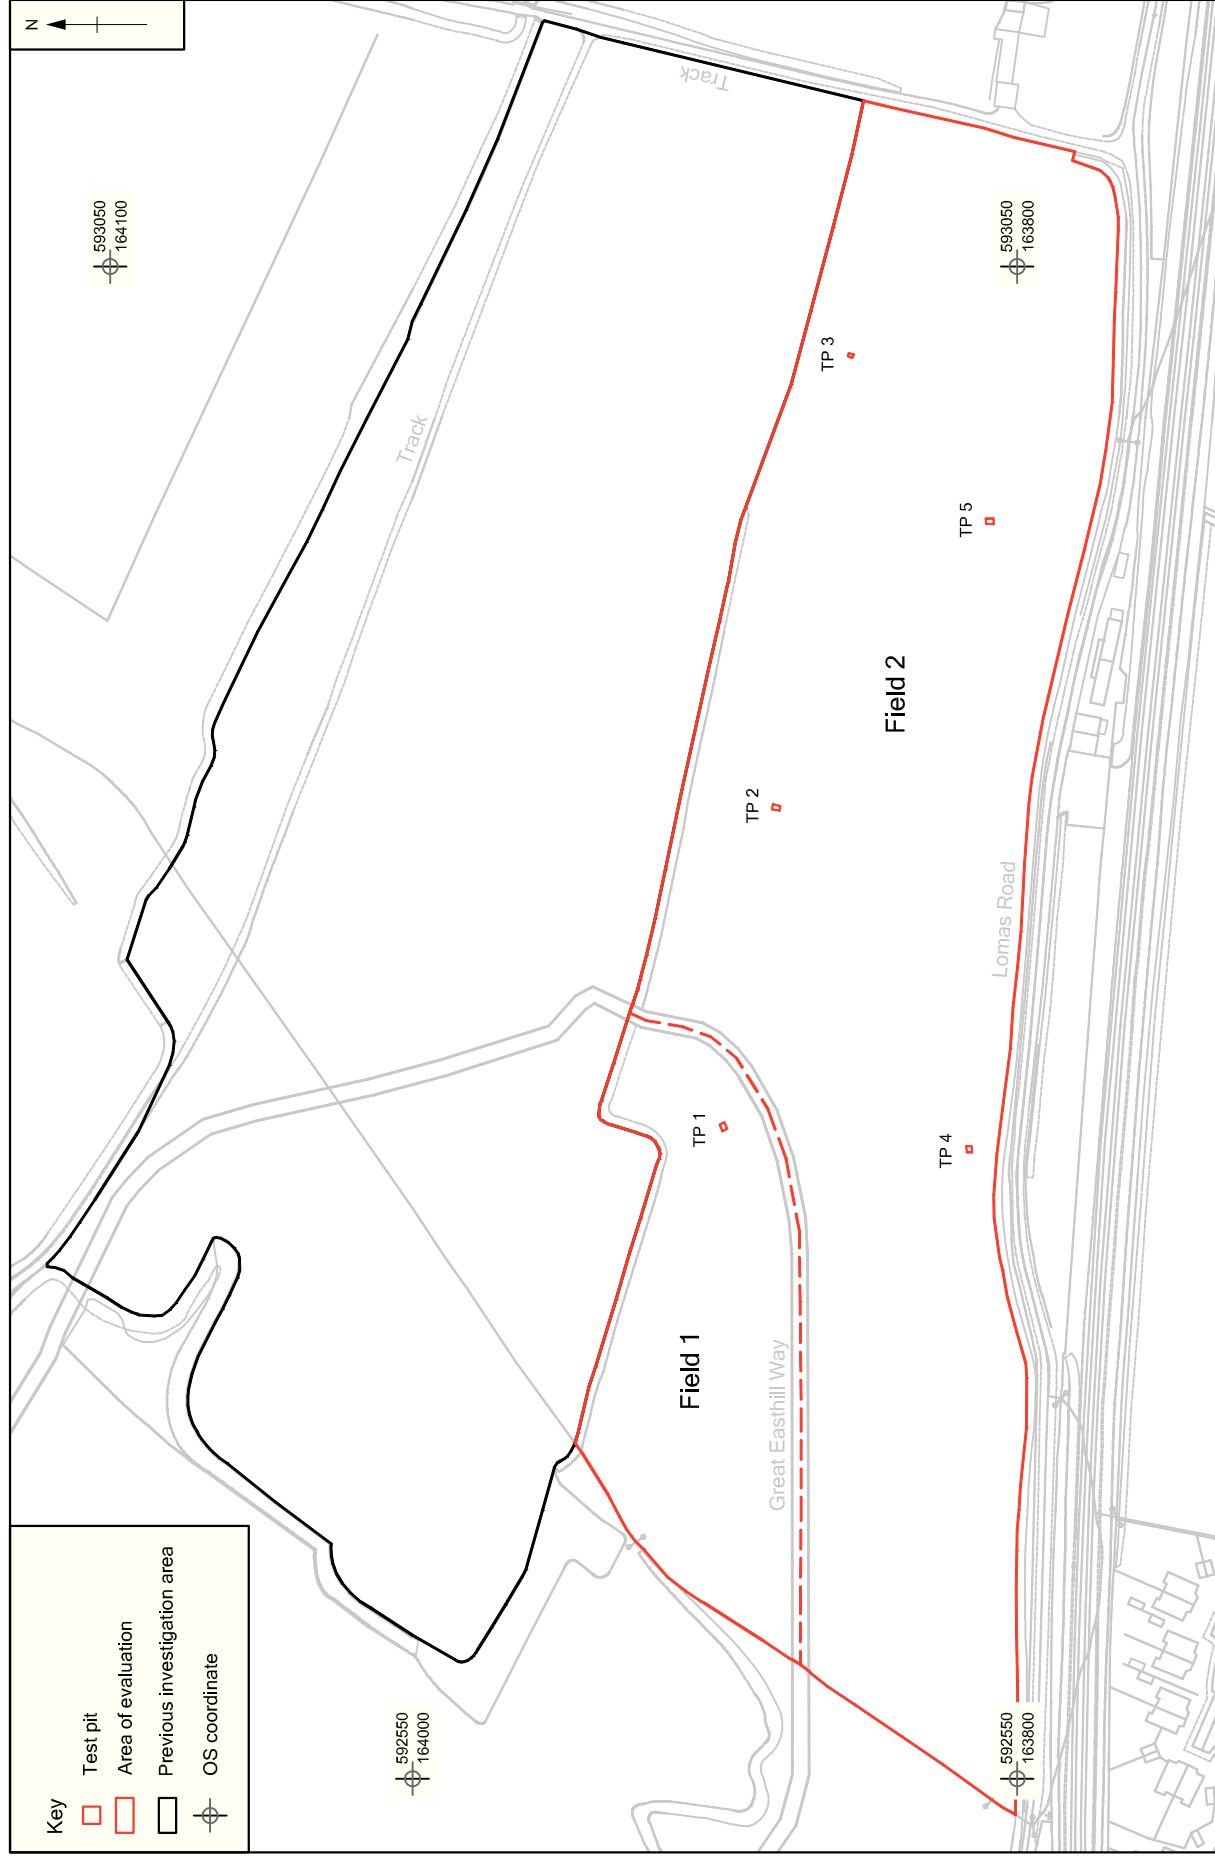 Key
Test pit
Area of evaluation
Previous investigation area
OS coordinate
N
593050
164100
592550
164000
593050
163800
592550
163800
Track
Track
Field 1
Field 2
TP 1
TP 2
TP 3
TP 4
TP 5
Great Easthill Way
Lomas Road